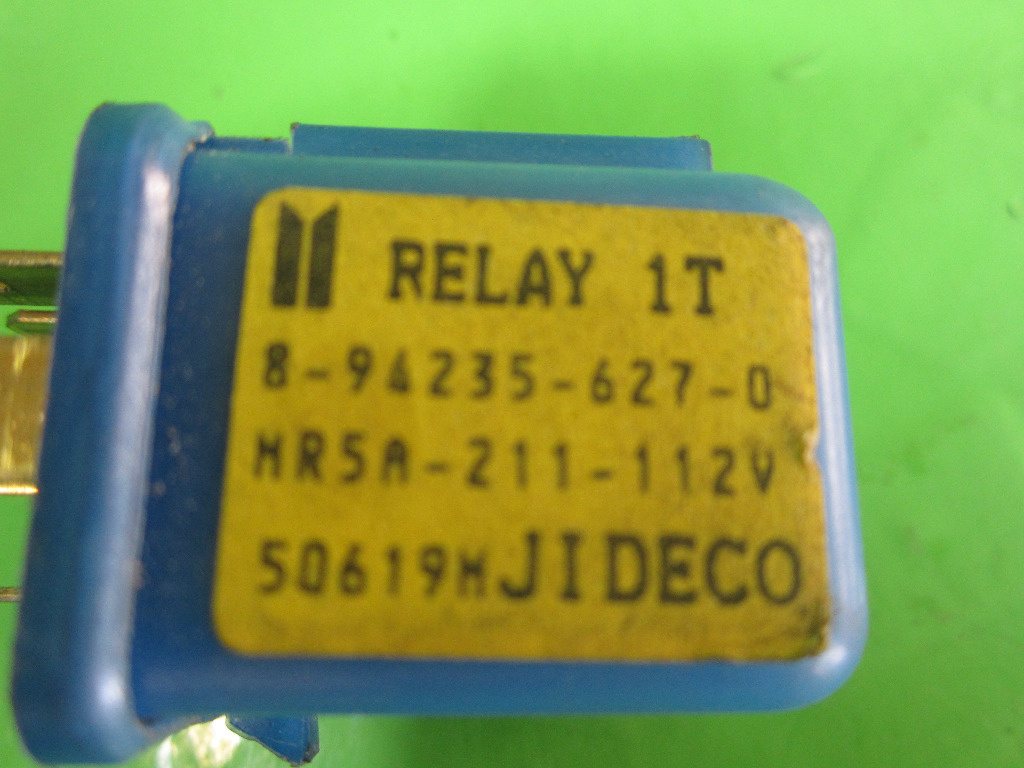 RELAY 1T
8-94235-627-0
MR5A-211-112V
50619M JIDECO